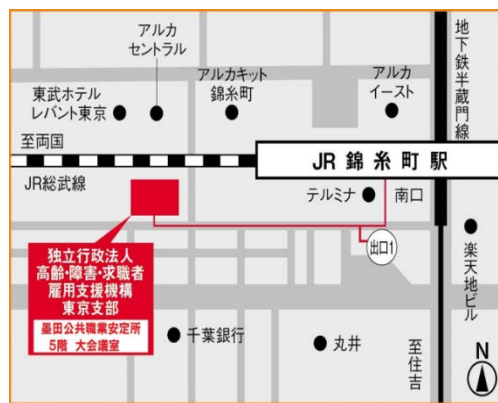 アルカ
セントラル
東武ホテル
レバント東京
アルカキット
錦糸町
アルカ
イースト
地下鉄半蔵門線
至両国
JR総武線
JR錦糸町駅
テルミナ
南口
出口1
独立行政法人
高齢・障害・求職者
雇用支援機構
東京支部
墨田公共職業安定所
5階 大会議室
千葉銀行
丸井
至住吉
楽天地ビル
N